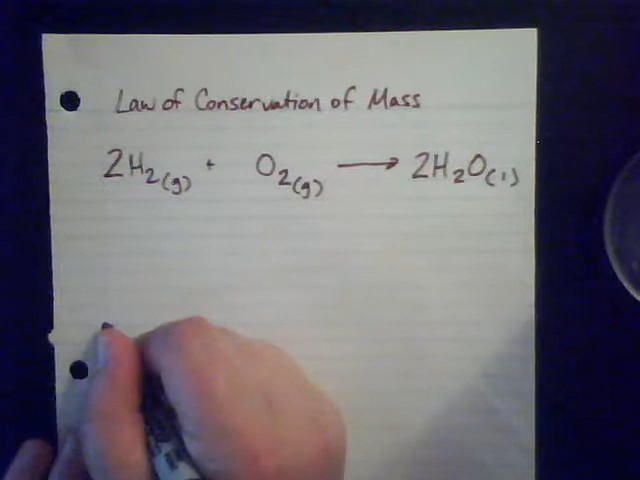 Law of Conservation of Mass
2H₂(g) + O₂(g) ⟶ 2H₂O(l)